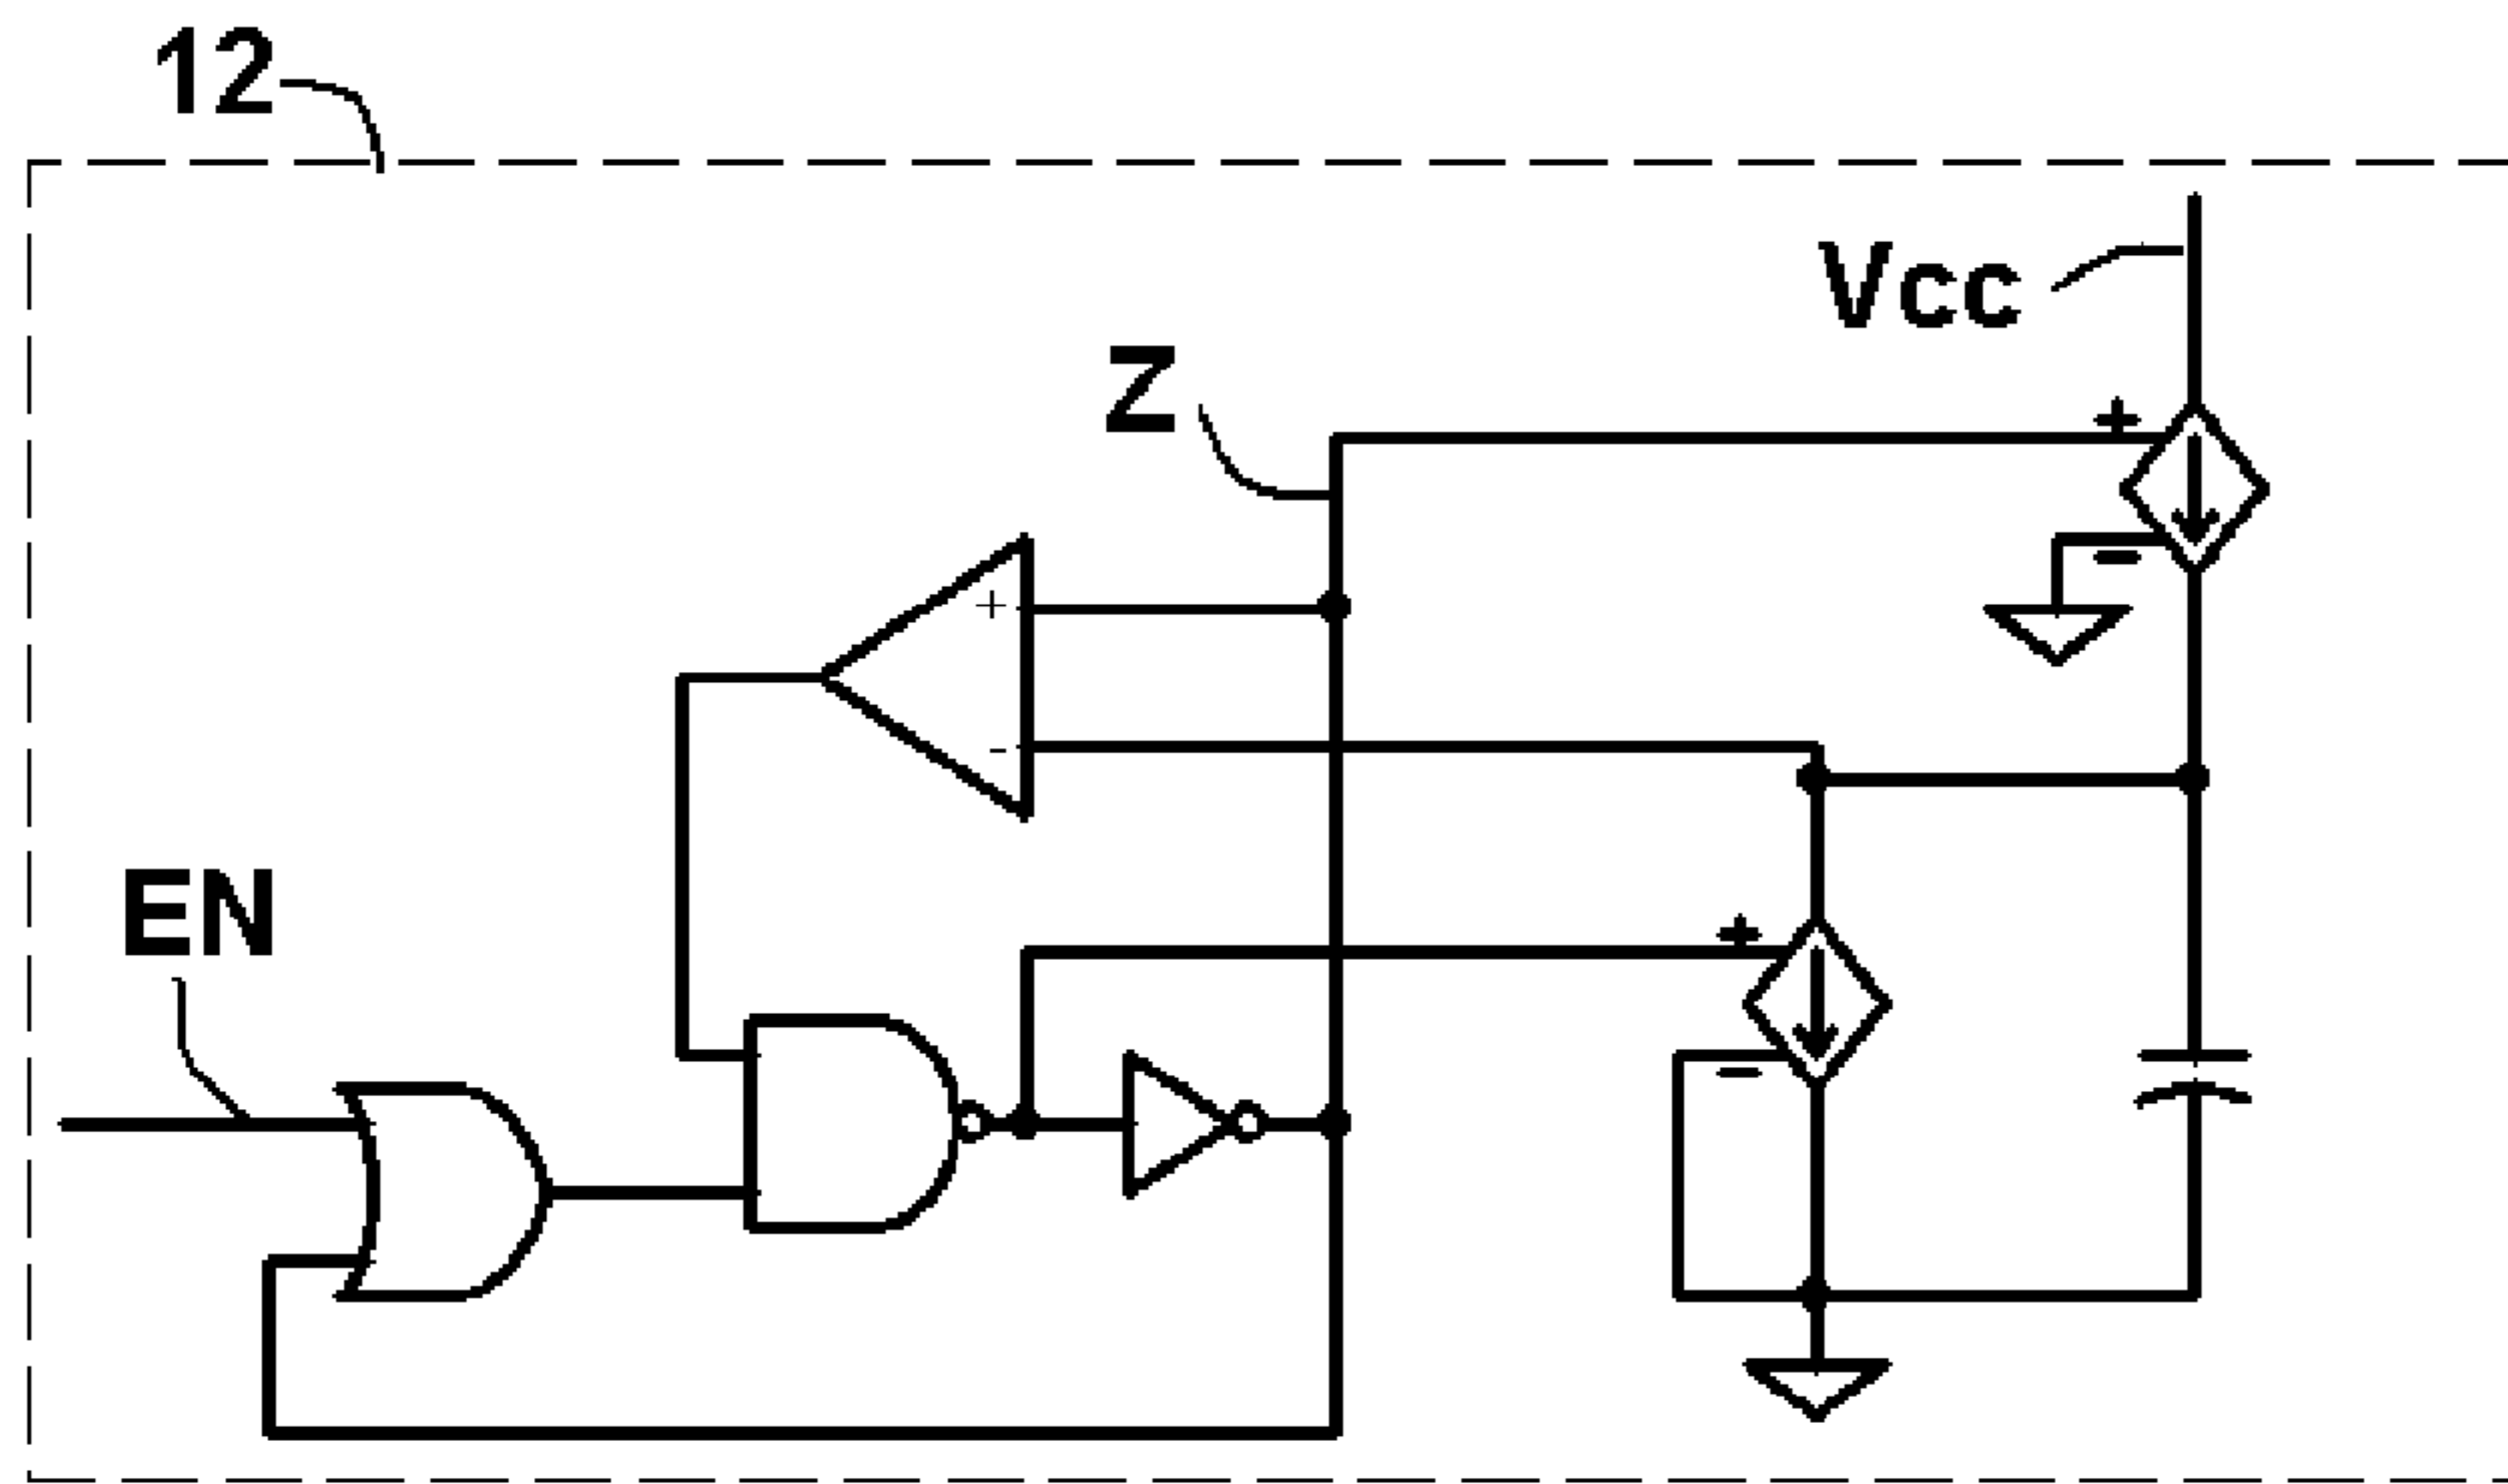 12
Vcc
Z
+
-
+
-
EN
+
-